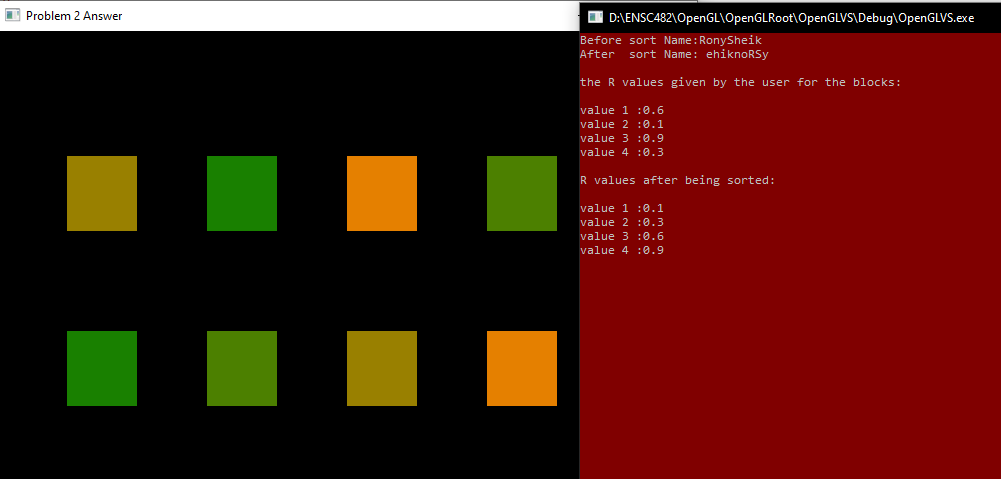 Problem 2 Answer
D:\ENSC482\OpenGL\OpenGLRoot\OpenGLVS\Debug\OpenGLVS.exe
Before sort Name:RonySheik
After  sort Name: ehiknoRSy
the R values given by the user for the blocks:
value 1 :0.6
value 2 :0.1
value 3 :0.9
value 4 :0.3
R values after being sorted:
value 1 :0.1
value 2 :0.3
value 3 :0.6
value 4 :0.9